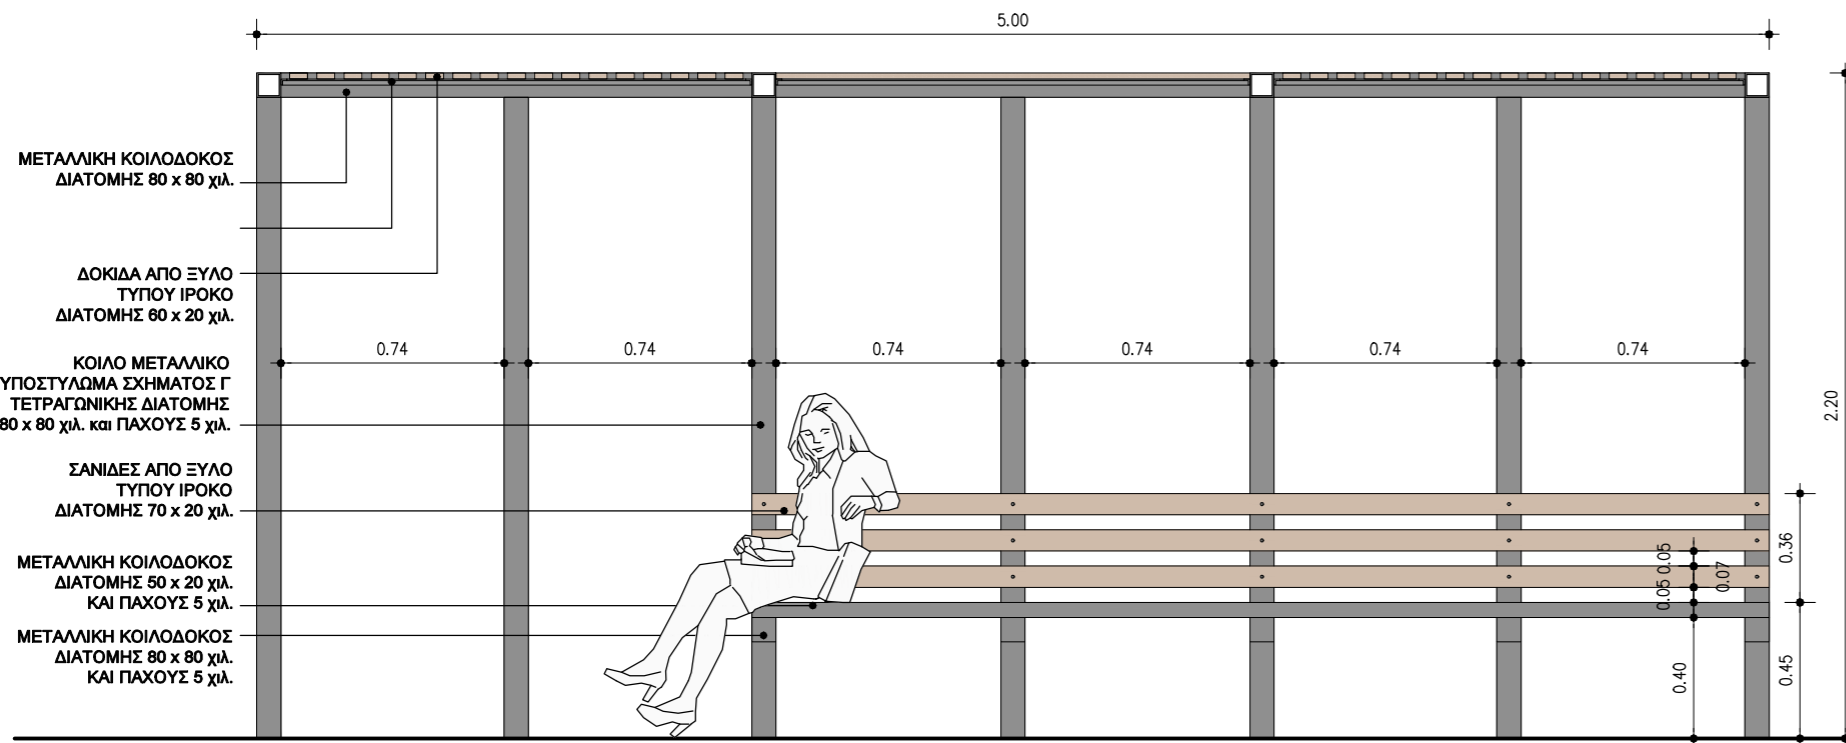 5.00
ΜΕΤΑΛΛΙΚΗ ΚΟΙΛΟΔΟΚΟΣ
ΔΙΑΤΟΜΗΣ 80 x 80 χιλ.
ΔΟΚΙΔΑ ΑΠΟ ΞΥΛΟ
ΤΥΠΟΥ ΙΡΟΚΟ
ΔΙΑΤΟΜΗΣ 60 x 20 χιλ.
0.74 0.74 0.74 0.74 0.74 0.74
ΚΟΙΛΟ ΜΕΤΑΛΛΙΚΟ
ΥΠΟΣΤΥΛΩΜΑ ΣΧΗΜΑΤΟΣ Γ
ΤΕΤΡΑΓΩΝΙΚΗΣ ΔΙΑΤΟΜΗΣ
80 x 80 χιλ. και ΠΑΧΟΥΣ 5 χιλ.
2.20
ΣΑΝΙΔΕΣ ΑΠΟ ΞΥΛΟ
ΤΥΠΟΥ ΙΡΟΚΟ
ΔΙΑΤΟΜΗΣ 70 x 20 χιλ.
ΜΕΤΑΛΛΙΚΗ ΚΟΙΛΟΔΟΚΟΣ
ΔΙΑΤΟΜΗΣ 50 x 20 χιλ.
ΚΑΙ ΠΑΧΟΥΣ 5 χιλ.
0.05 0.05
0.07
0.36
ΜΕΤΑΛΛΙΚΗ ΚΟΙΛΟΔΟΚΟΣ
ΔΙΑΤΟΜΗΣ 80 x 80 χιλ.
ΚΑΙ ΠΑΧΟΥΣ 5 χιλ.
0.40
0.45